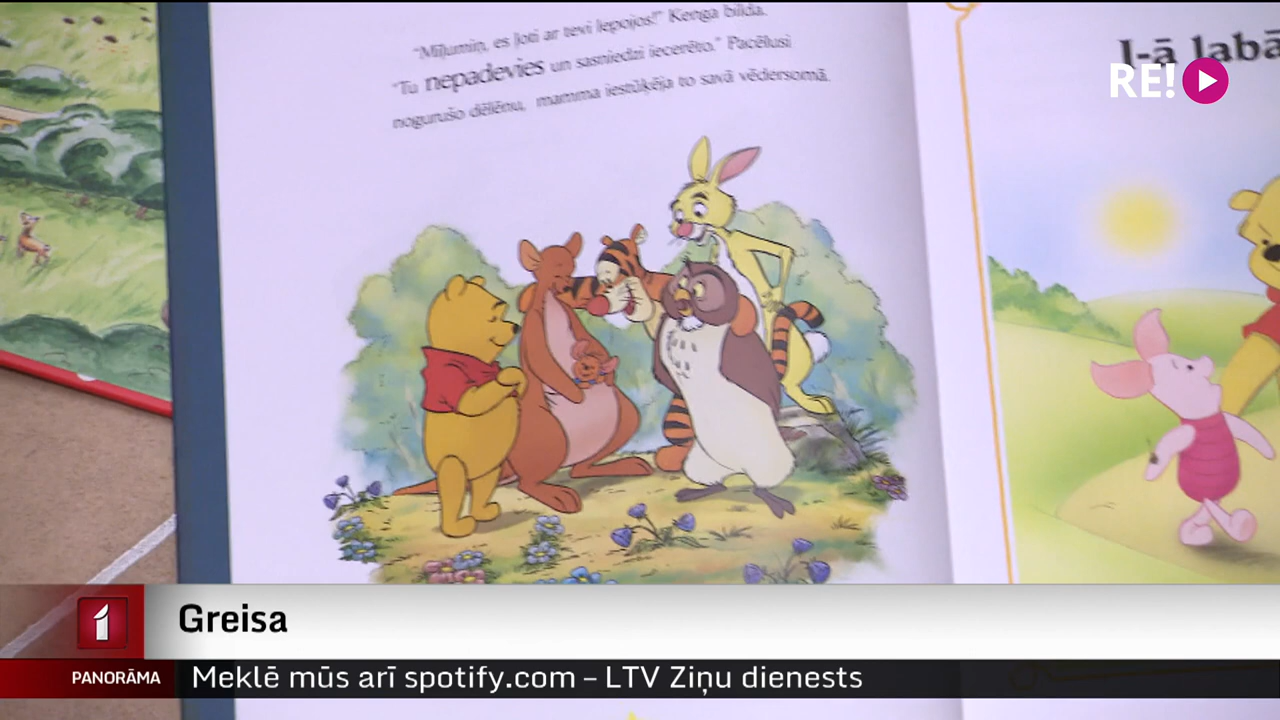 "Mīļumiņ, es ļoti ar tevi lepojos!" Kenga bilda.
"Tu nepadevies un sasniedzi iecerēto." Pacēlusi
nogurušo dēlēnu, mamma iestūķēja to savā vēdersomā.
I-ā labā
RE!
1
Greisa
PANORĀMA
Meklē mūs arī spotify.com – LTV Ziņu dienests